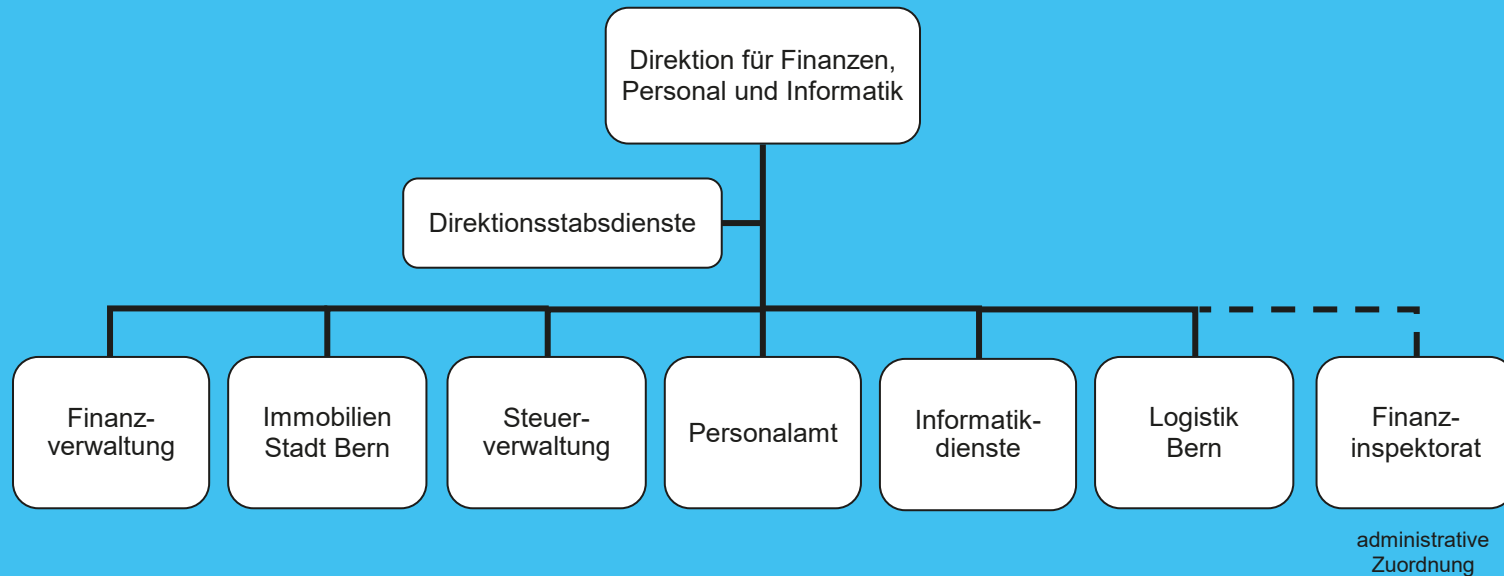 Direktion für Finanzen,
Personal und Informatik
Direktionsstabsdienste
Finanz-
verwaltung
Immobilien
Stadt Bern
Steuer-
verwaltung
Personalamt
Informatik-
dienste
Logistik
Bern
Finanz-
inspektorat
administrative
Zuordnung